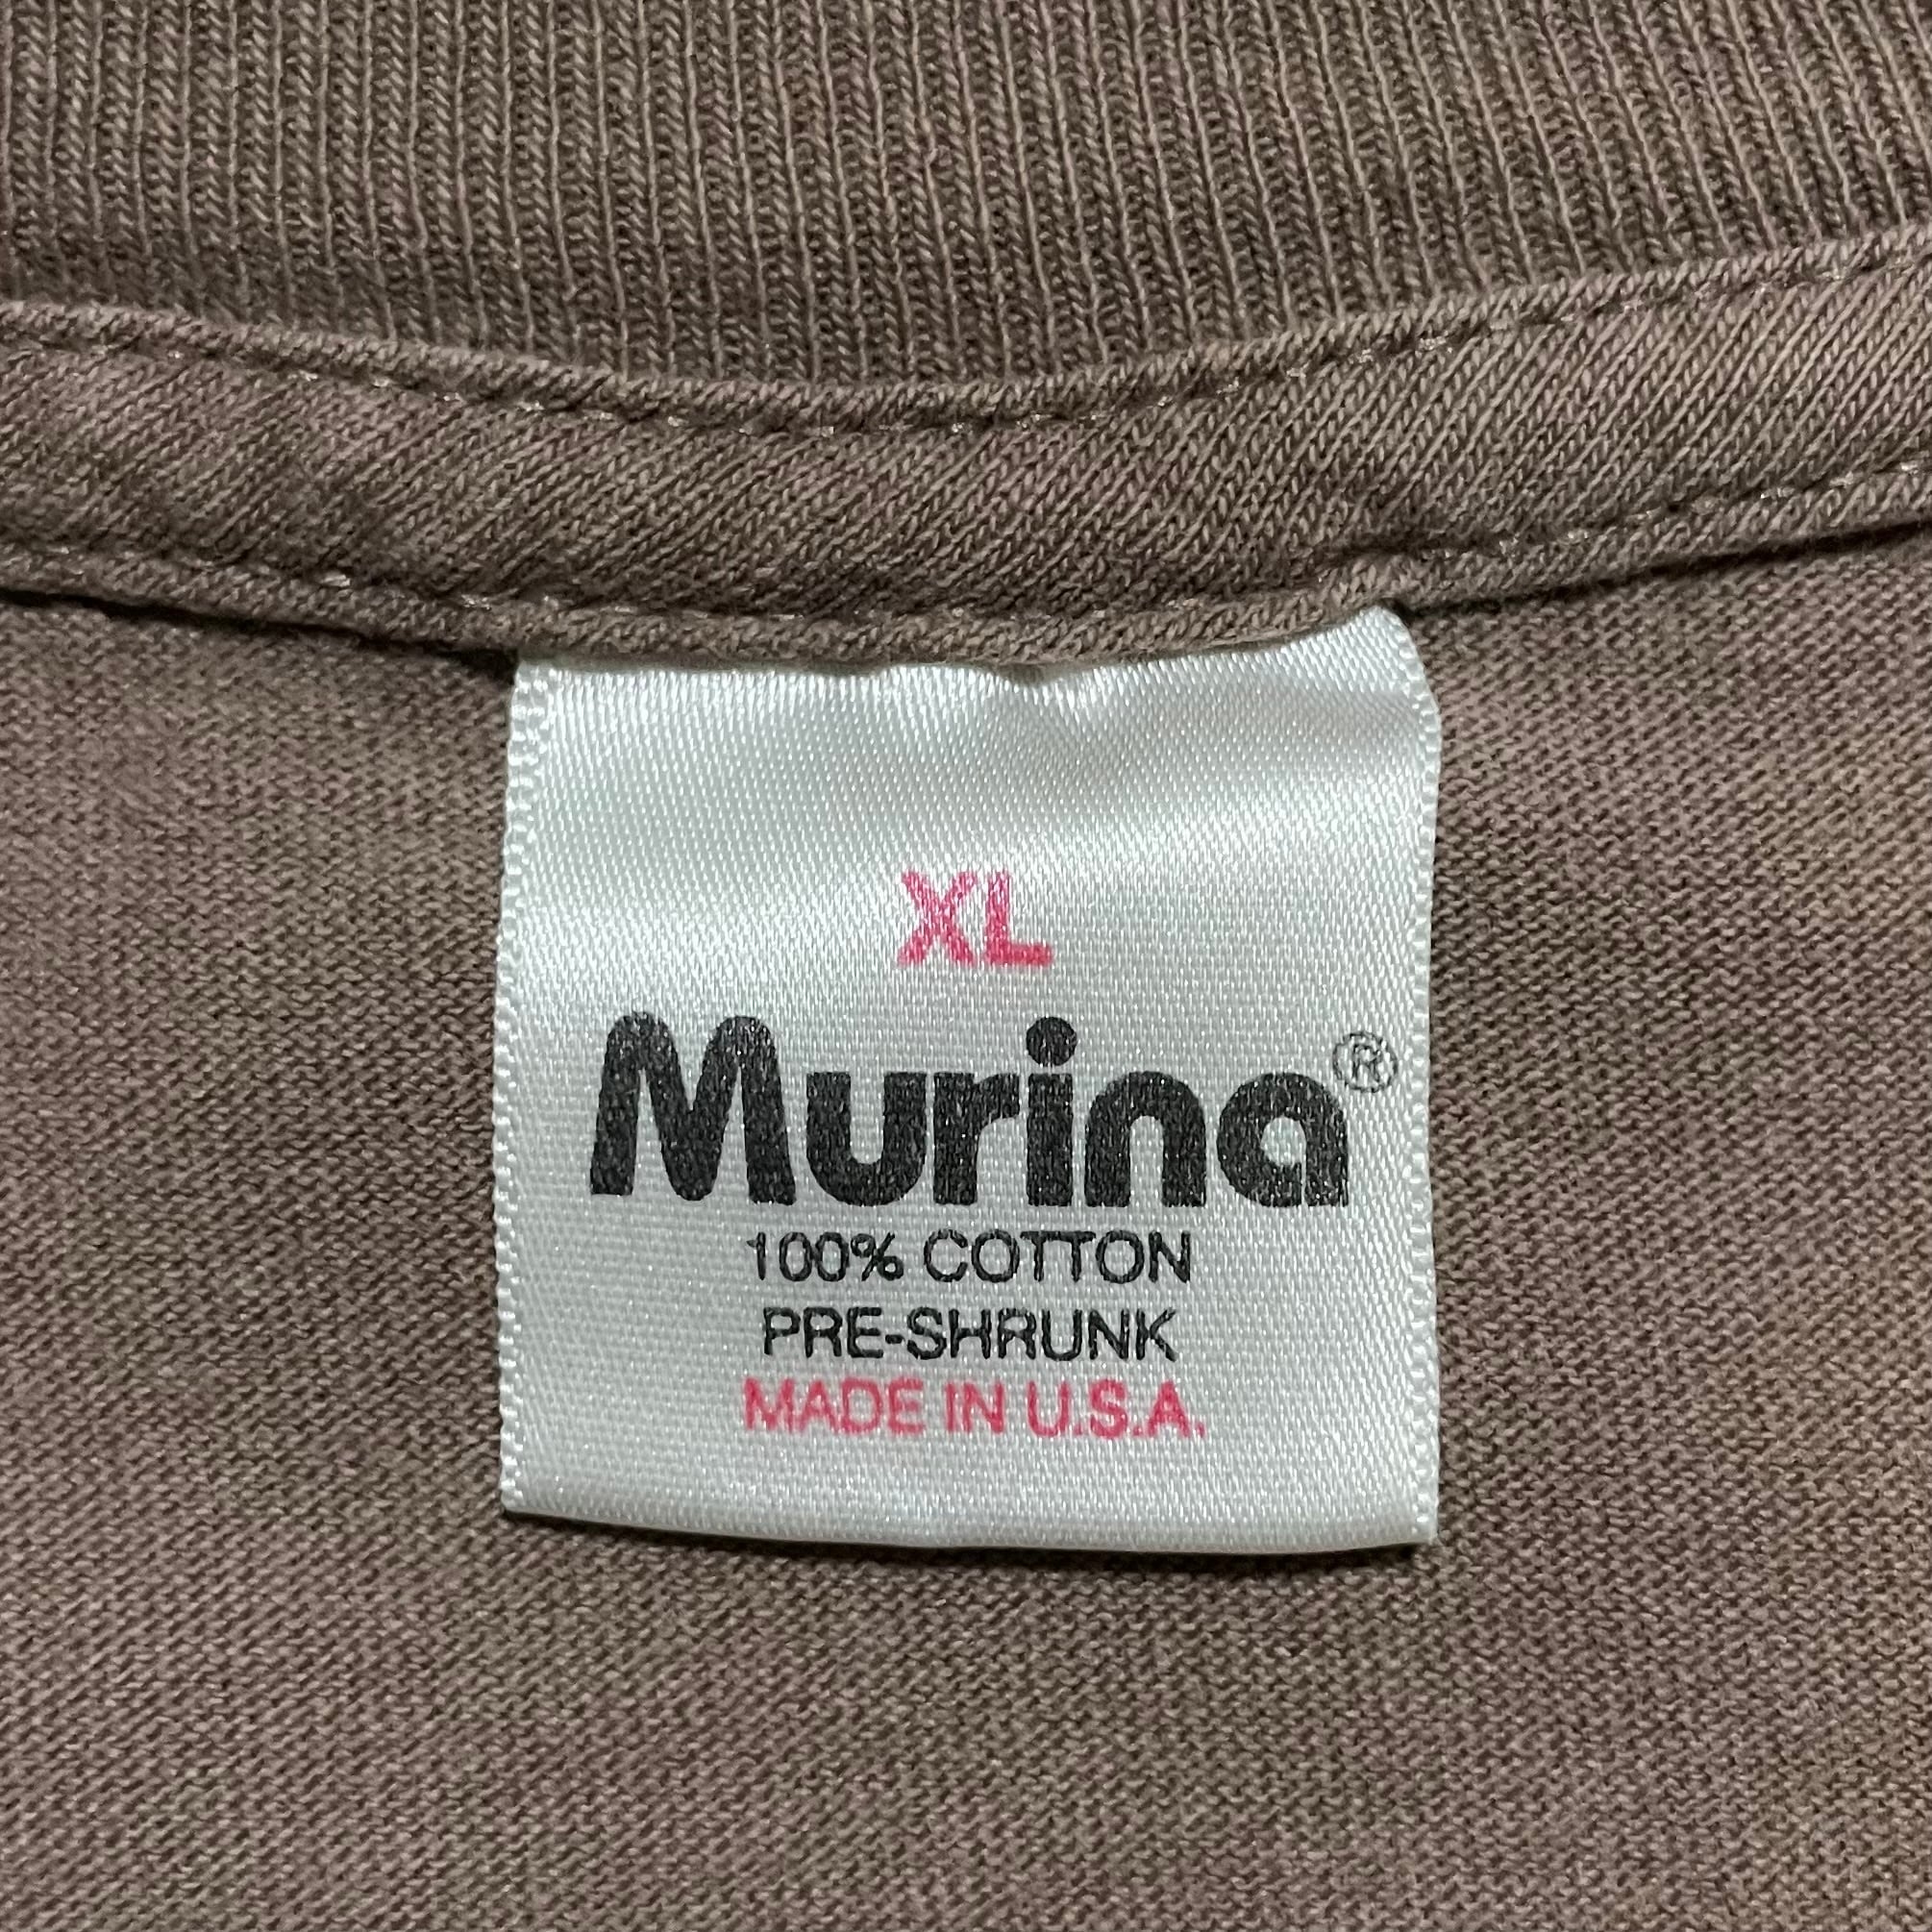 XL
Murina®
100% COTTON
PRE-SHRUNK
MADE IN U.S.A.